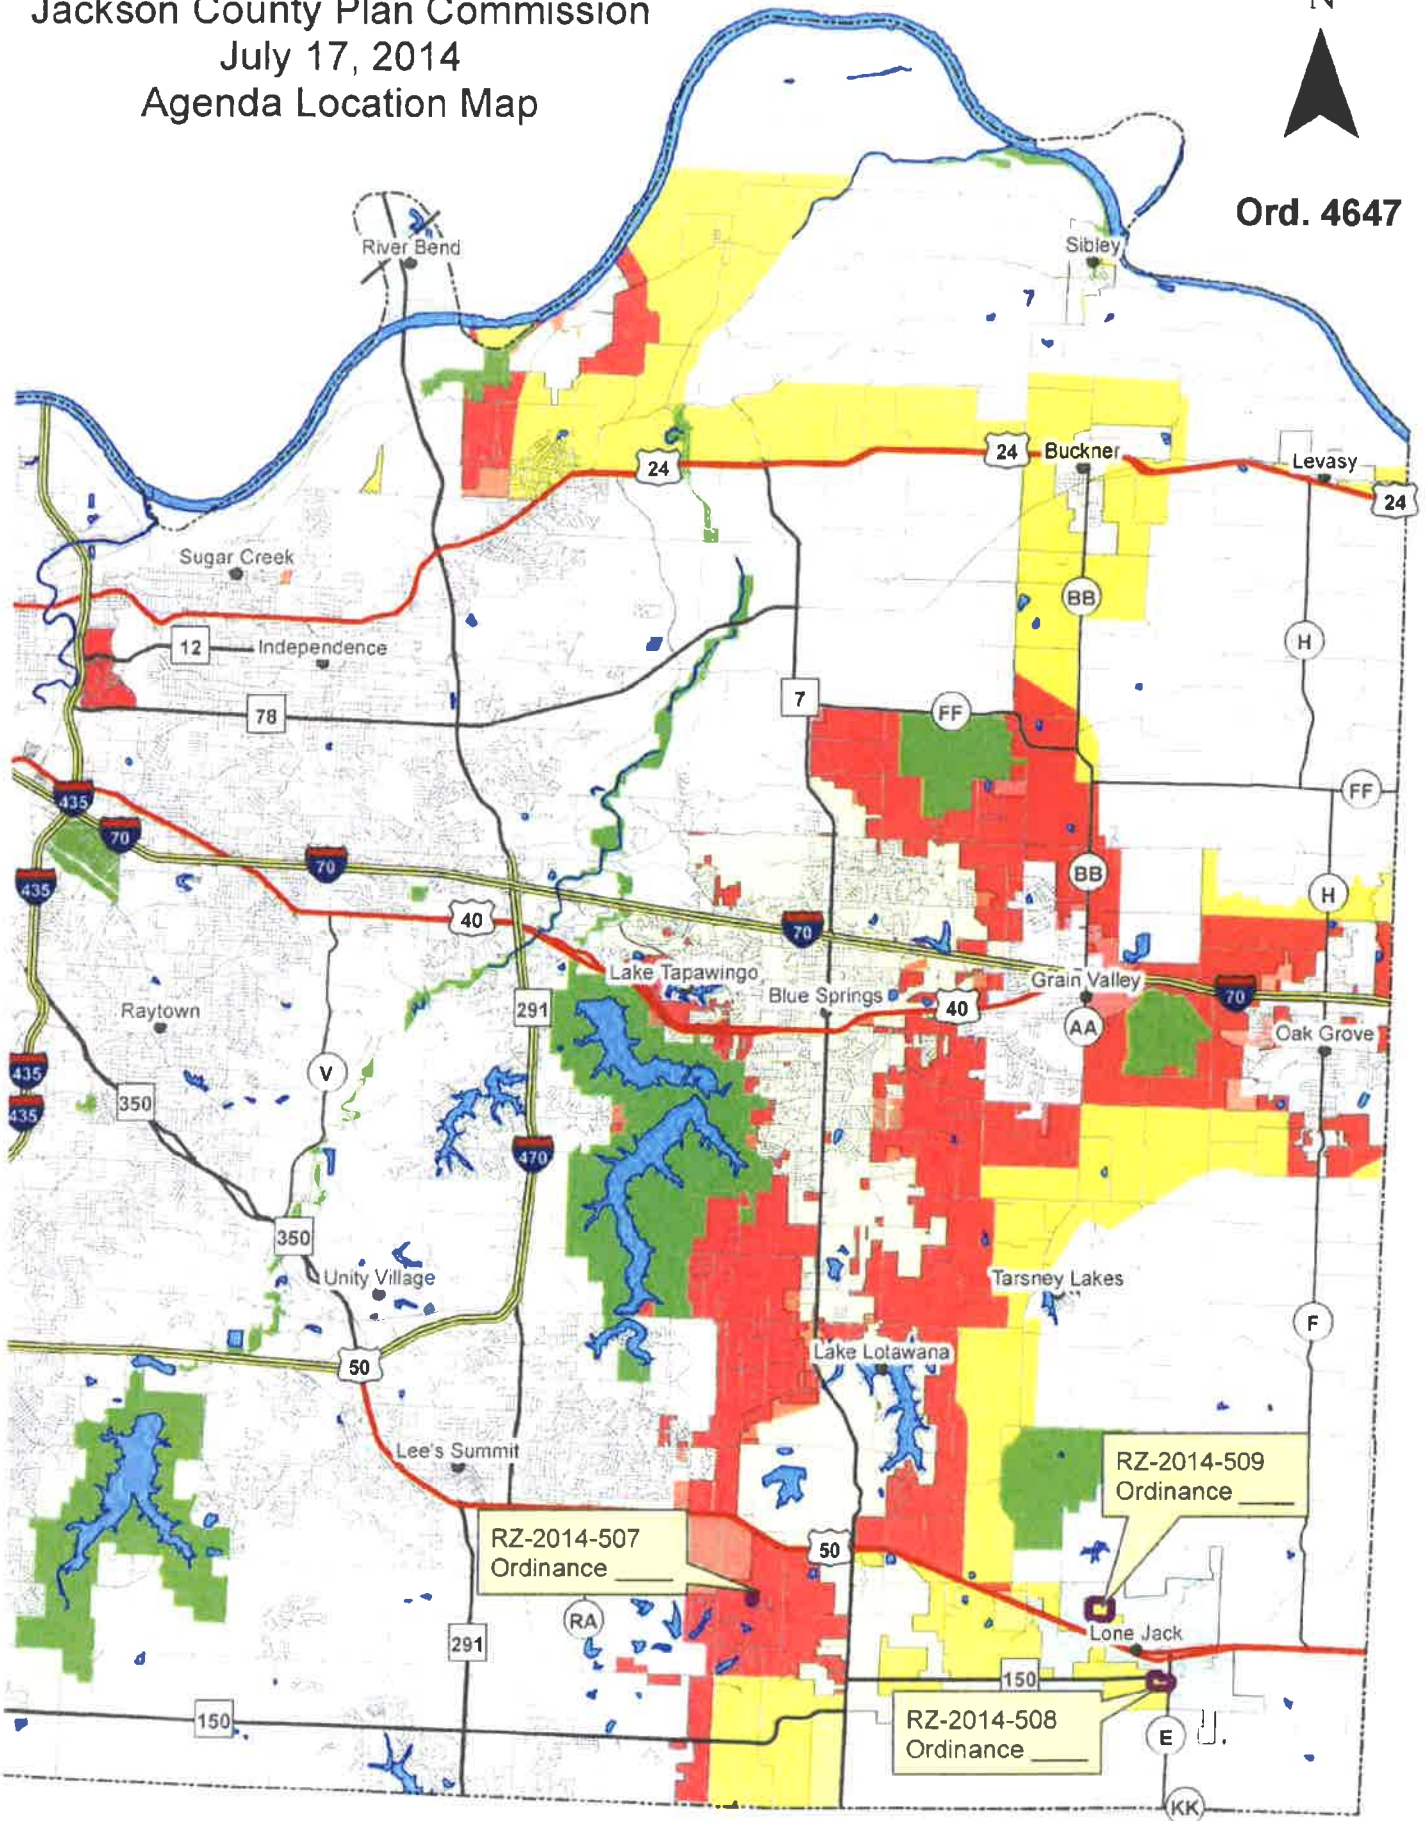 Jackson County Plan Commission
July 17, 2014
Agenda Location Map
N
Ord. 4647
River Bend
Sibley
24
24
Buckner
Levasy
24
Sugar Creek
BB
12
Independence
H
7
78
FF
FF
435
70
70
BB
435
H
40
70
Lake Tapawingo
Blue Springs
Grain Valley
70
291
40
Raytown
AA
Oak Grove
V
435
350
435
470
350
Unity Village
Tarsney Lakes
F
Lake Lotawana
50
Lee's Summit
RZ-2014-509
Ordinance ____
RZ-2014-507
Ordinance ____
50
RA
291
Lone Jack
150
150
RZ-2014-508
Ordinance ____
E
KK